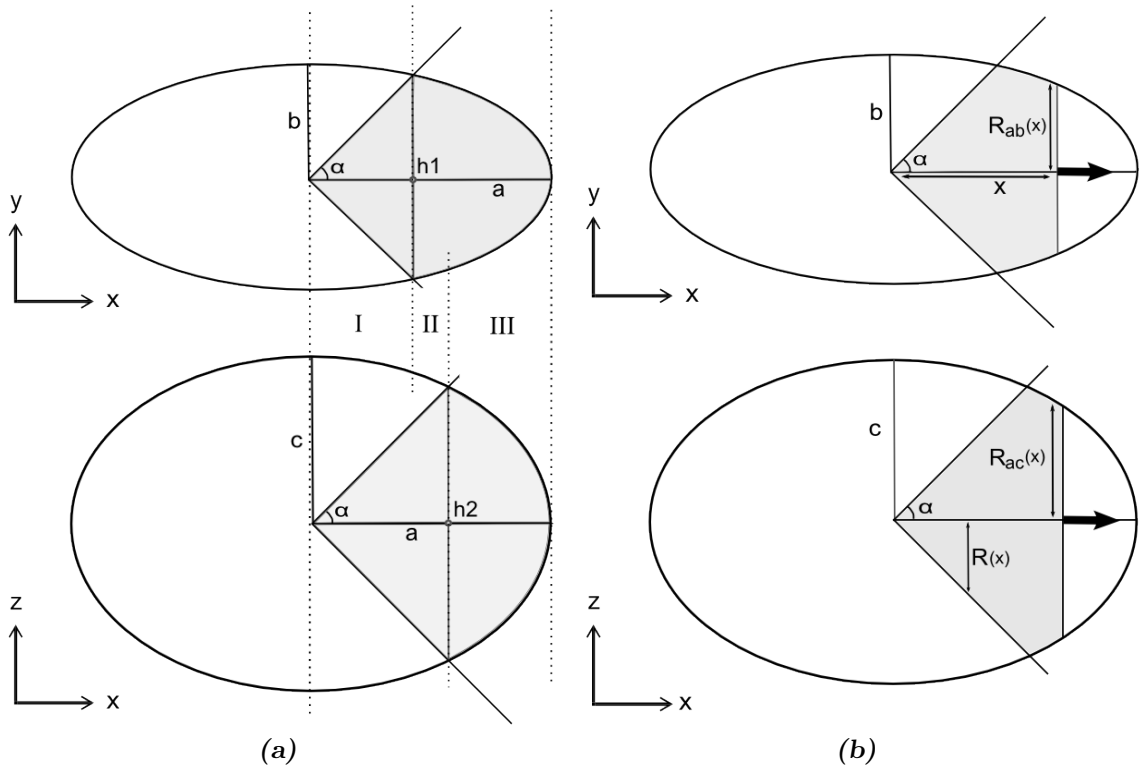 b
α
h1
a
y
x
I
II
III
c
α
h2
a
z
x
(a)
b
α
Rab(x)
x
y
x
c
α
Rac(x)
R(x)
z
x
(b)